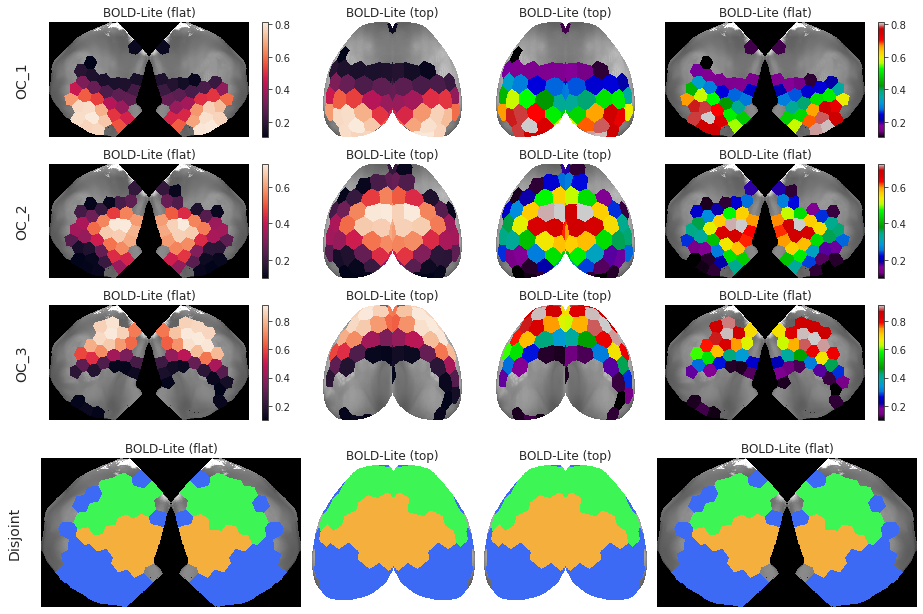 BOLD-Lite (flat) BOLD-Lite (top) BOLD-Lite (top) BOLD-Lite (flat)
OC_1
0.8 0.8
0.6 0.6
0.4 0.4
0.2 0.2
BOLD-Lite (flat) BOLD-Lite (top) BOLD-Lite (top) BOLD-Lite (flat)
OC_2
0.6 0.6
0.4 0.4
0.2 0.2
BOLD-Lite (flat) BOLD-Lite (top) BOLD-Lite (top) BOLD-Lite (flat)
OC_3
0.8 0.8
0.6 0.6
0.4 0.4
0.2 0.2
BOLD-Lite (flat) BOLD-Lite (top) BOLD-Lite (top) BOLD-Lite (flat)
Disjoint